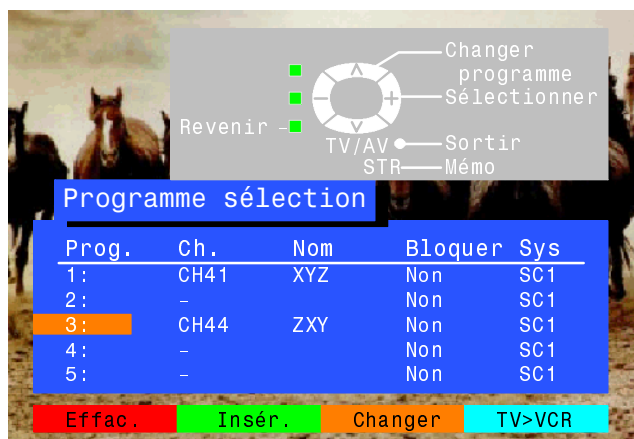 Changer
programme
Sélectionner
Revenir
TV/AV Sortir
STR Mémo
Programme sélection
Prog. Ch. Nom Bloquer Sys
1: CH41 XYZ Non SC1
2: – Non SC1
3: CH44 ZXY Non SC1
4: – Non SC1
5: – Non SC1
Effac. Insér. Changer TV>VCR